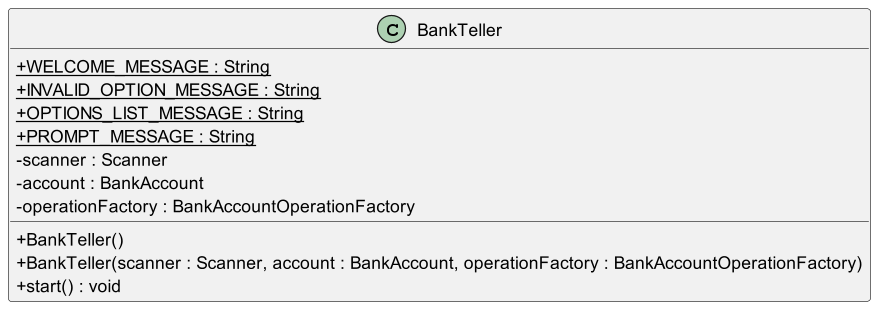 C BankTeller
+WELCOME_MESSAGE : String
+INVALID_OPTION_MESSAGE : String
+OPTIONS_LIST_MESSAGE : String
+PROMPT_MESSAGE : String
-scanner : Scanner
-account : BankAccount
-operationFactory : BankAccountOperationFactory
+BankTeller()
+BankTeller(scanner : Scanner, account : BankAccount, operationFactory : BankAccountOperationFactory)
+start() : void